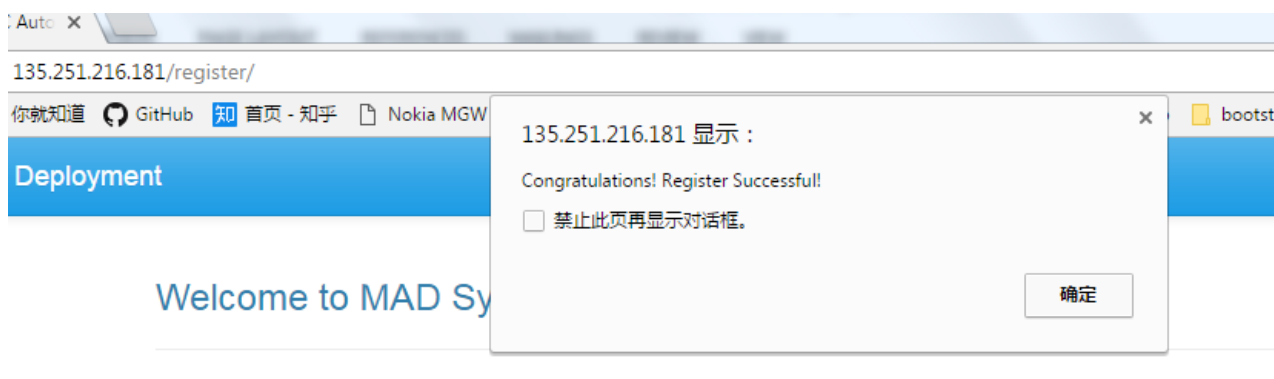 Auto
135.251.216.181/register/
你就知道 GitHub 知 首页 - 知乎 Nokia MGW bootst
135.251.216.181 显示：
Congratulations! Register Successful!
禁止此页再显示对话框。
确定
Deployment
Welcome to MAD Sy